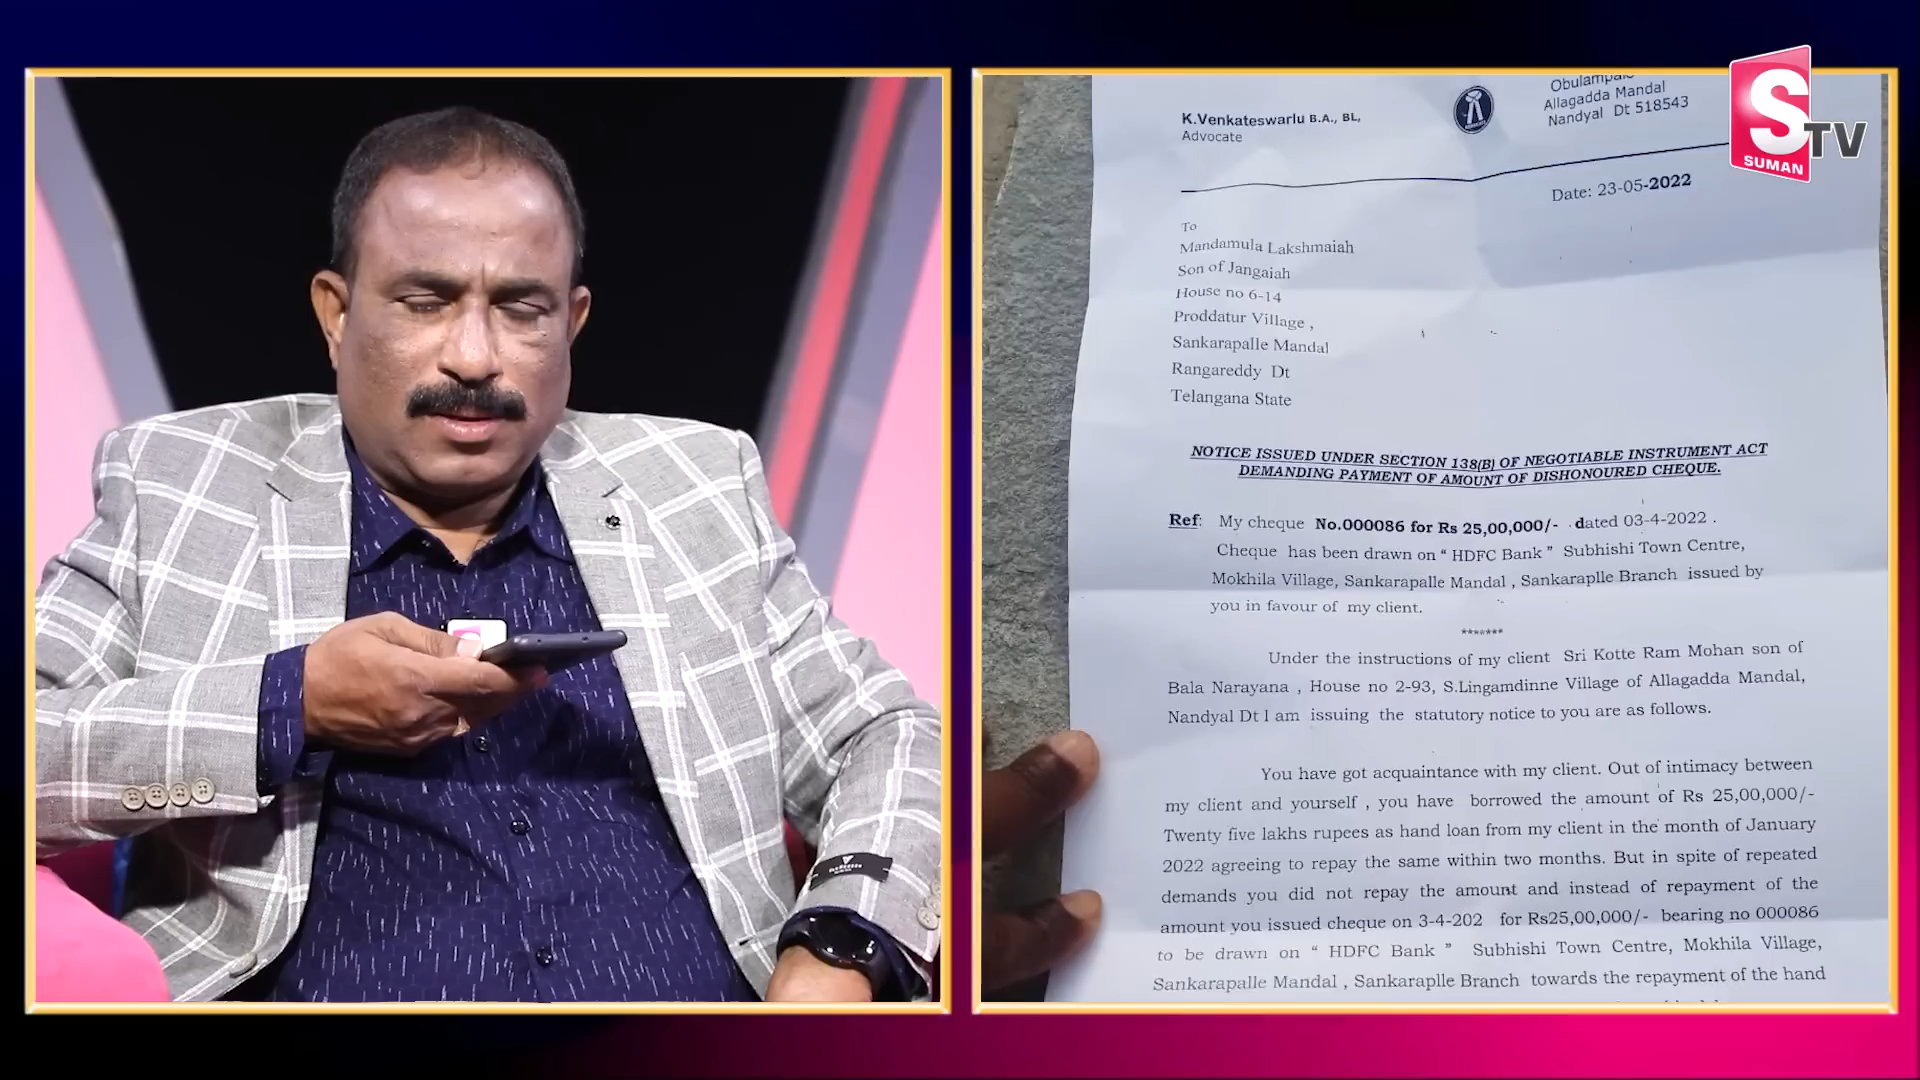 S
SUMAN
TV
K.Venkateswarlu B.A., BL,
Advocate
Allagadda Mandal
Nandyal Dt 518543
Date: 23-05-2022
To
Mandamula Lakshmaiah
Son of Jangaiah
House no 6-14
Proddatur Village ,
Sankarapalle Mandal
Rangareddy Dt
Telangana State
NOTICE ISSUED UNDER SECTION 138(B) OF NEGOTIABLE INSTRUMENT ACT
DEMANDING PAYMENT OF AMOUNT OF DISHONOURED CHEQUE.
Ref: My cheque No.000086 for Rs 25,00,000/- dated 03-4-2022 .
Cheque has been drawn on “ HDFC Bank ” Subhishi Town Centre,
Mokhila Village, Sankarapalle Mandal , Sankaraplle Branch issued by
you in favour of my client.
*******
Under the instructions of my client Sri Kotte Ram Mohan son of
Bala Narayana , House no 2-93, S.Lingamdinne Village of Allagadda Mandal,
Nandyal Dt I am issuing the statutory notice to you are as follows.
You have got acquaintance with my client. Out of intimacy between
my client and yourself , you have borrowed the amount of Rs 25,00,000/-
Twenty five lakhs rupees as hand loan from my client in the month of January
2022 agreeing to repay the same within two months. But in spite of repeated
demands you did not repay the amount and instead of repayment of the
amount you issued cheque on 3-4-202 for Rs25,00,000/- bearing no 000086
to be drawn on “ HDFC Bank ” Subhishi Town Centre, Mokhila Village,
Sankarapalle Mandal , Sankaraplle Branch towards the repayment of the hand